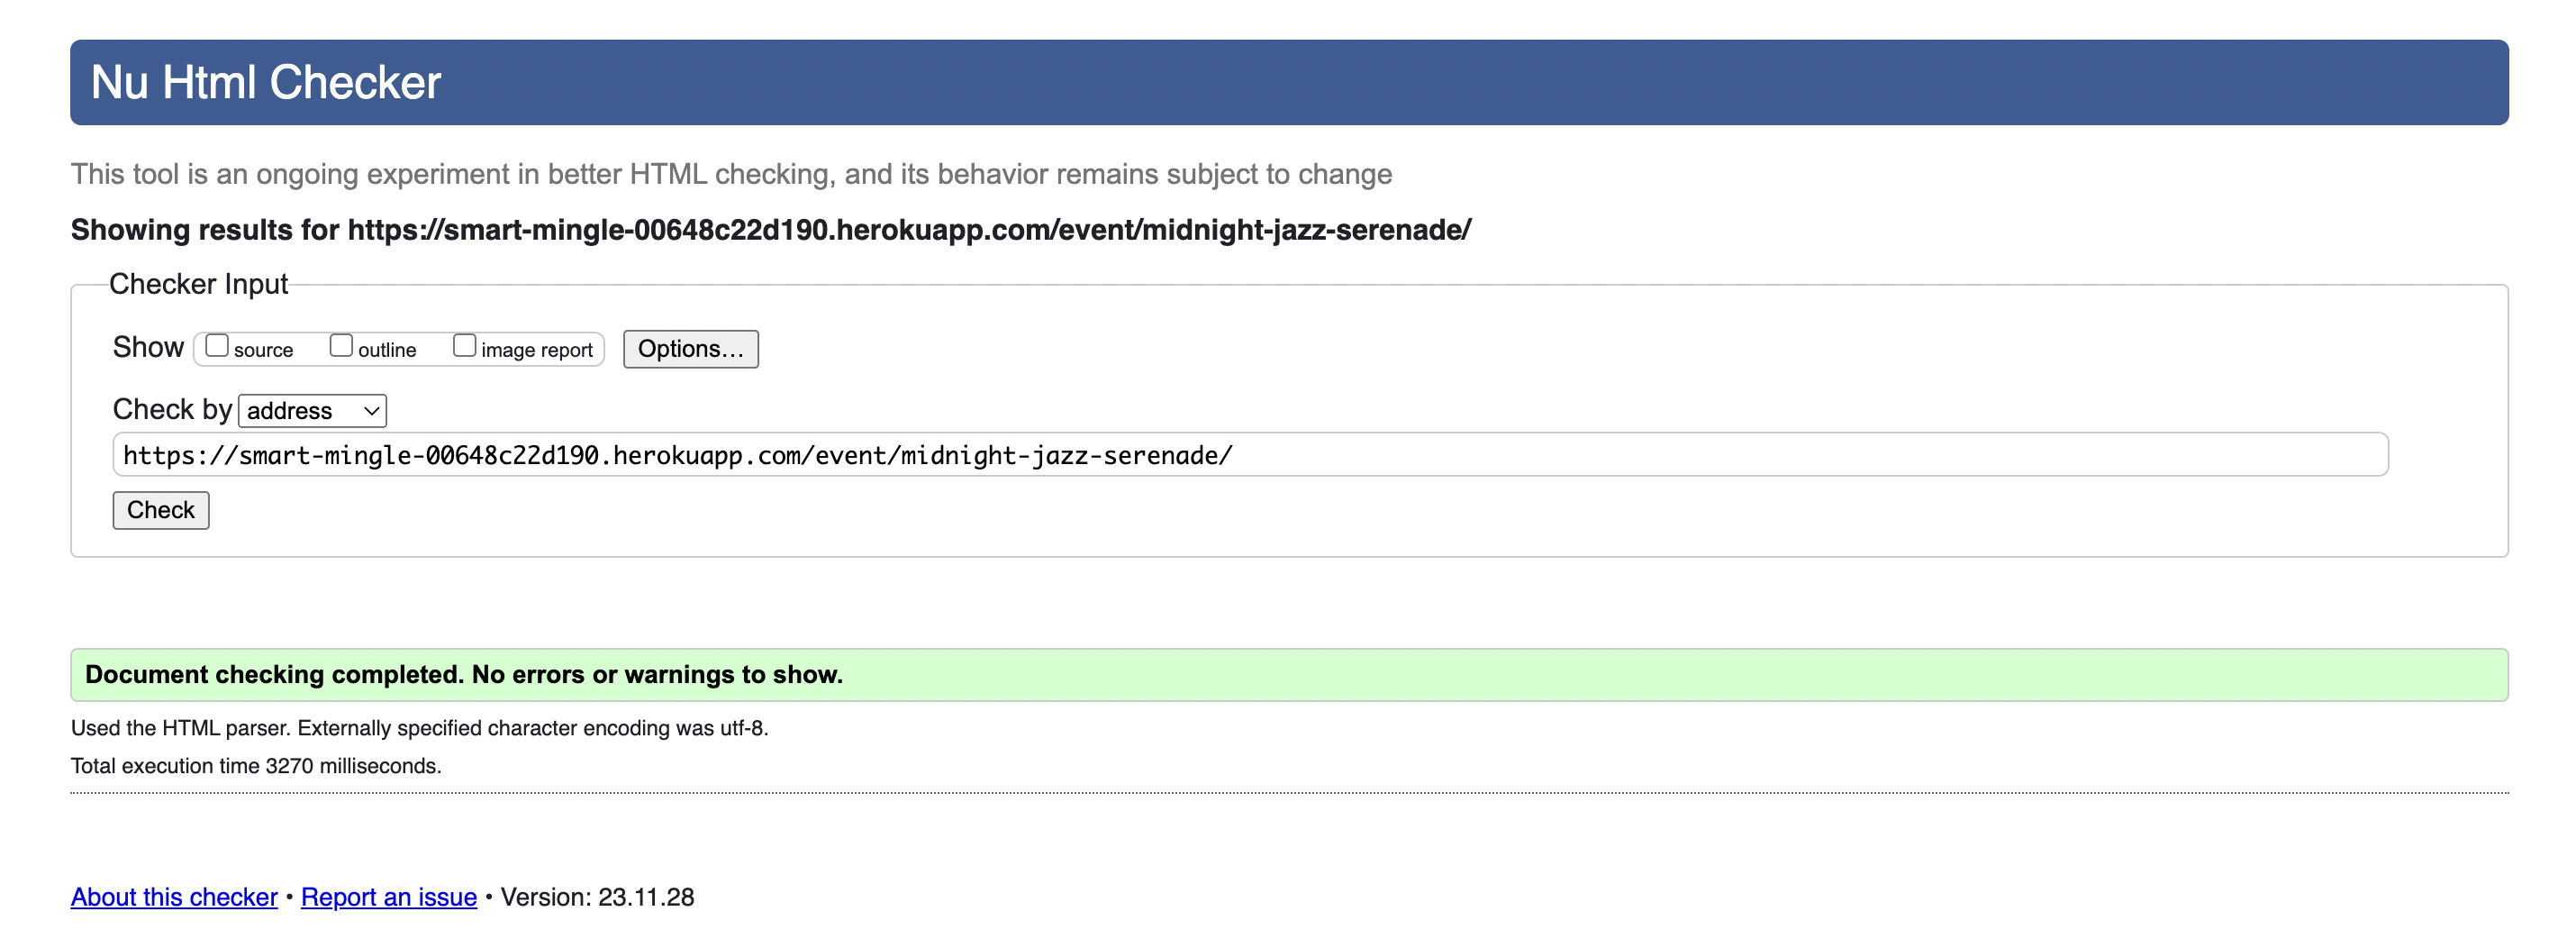 Nu Html Checker
This tool is an ongoing experiment in better HTML checking, and its behavior remains subject to change
Showing results for https://smart-mingle-00648c22d190.herokuapp.com/event/midnight-jazz-serenade/
Checker Input
Show source outline image report Options...
Check by address
https://smart-mingle-00648c22d190.herokuapp.com/event/midnight-jazz-serenade/
Check
Document checking completed. No errors or warnings to show.
Used the HTML parser. Externally specified character encoding was utf-8.
Total execution time 3270 milliseconds.
About this checker • Report an issue • Version: 23.11.28